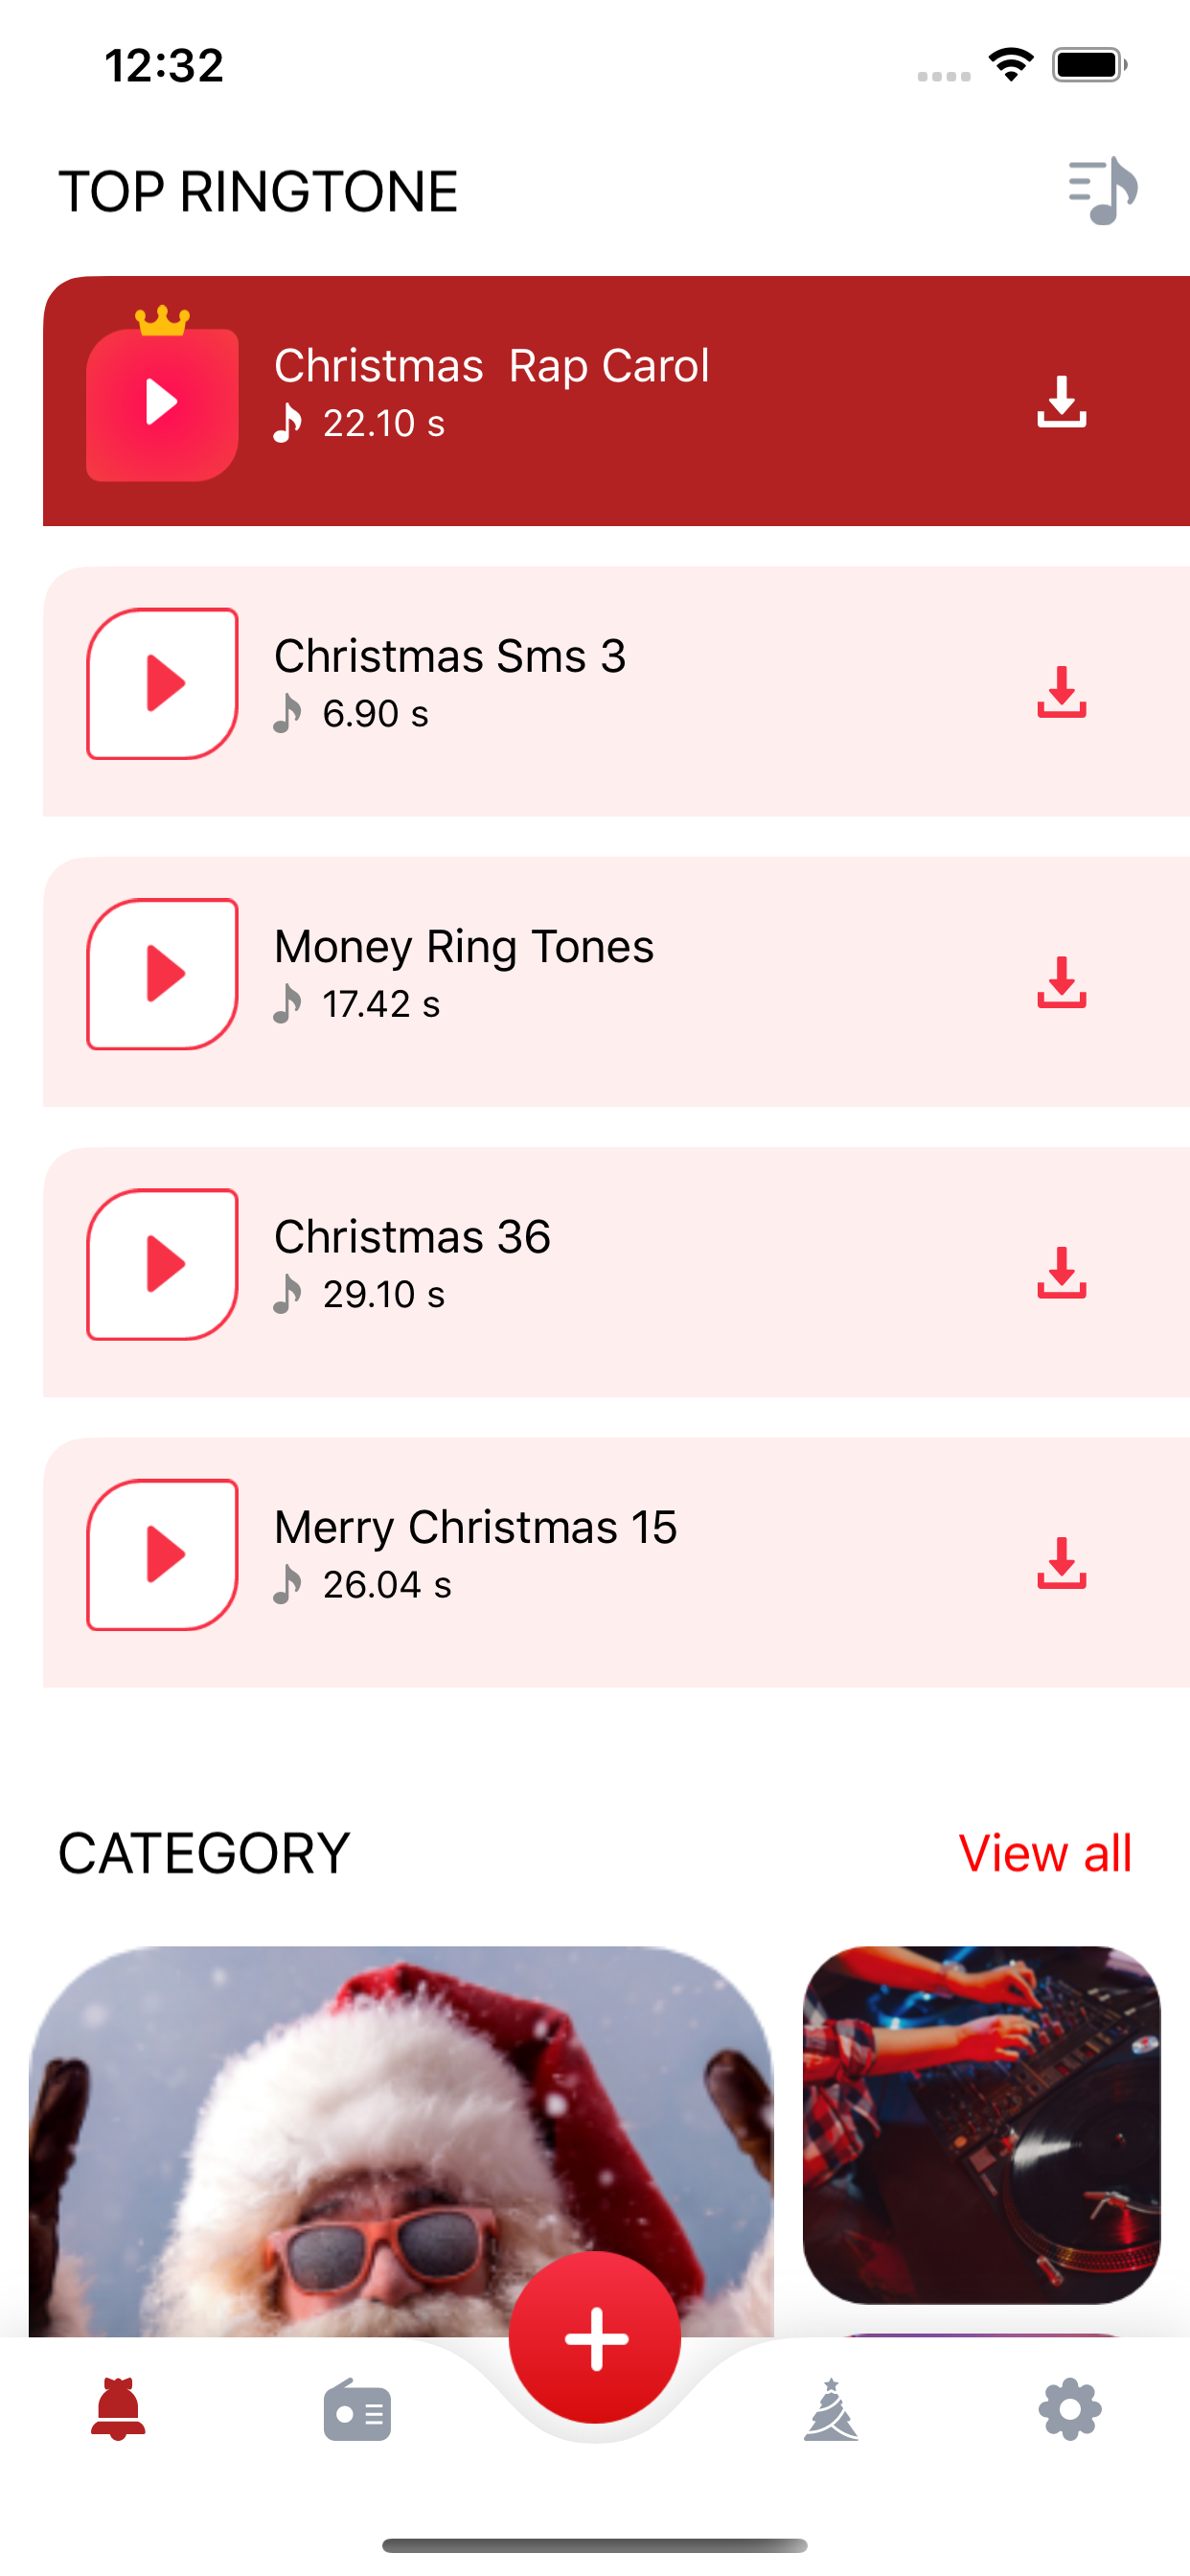 12:32
TOP RINGTONE
Christmas  Rap Carol
22.10 s
Christmas Sms 3
6.90 s
Money Ring Tones
17.42 s
Christmas 36
29.10 s
Merry Christmas 15
26.04 s
CATEGORY
View all